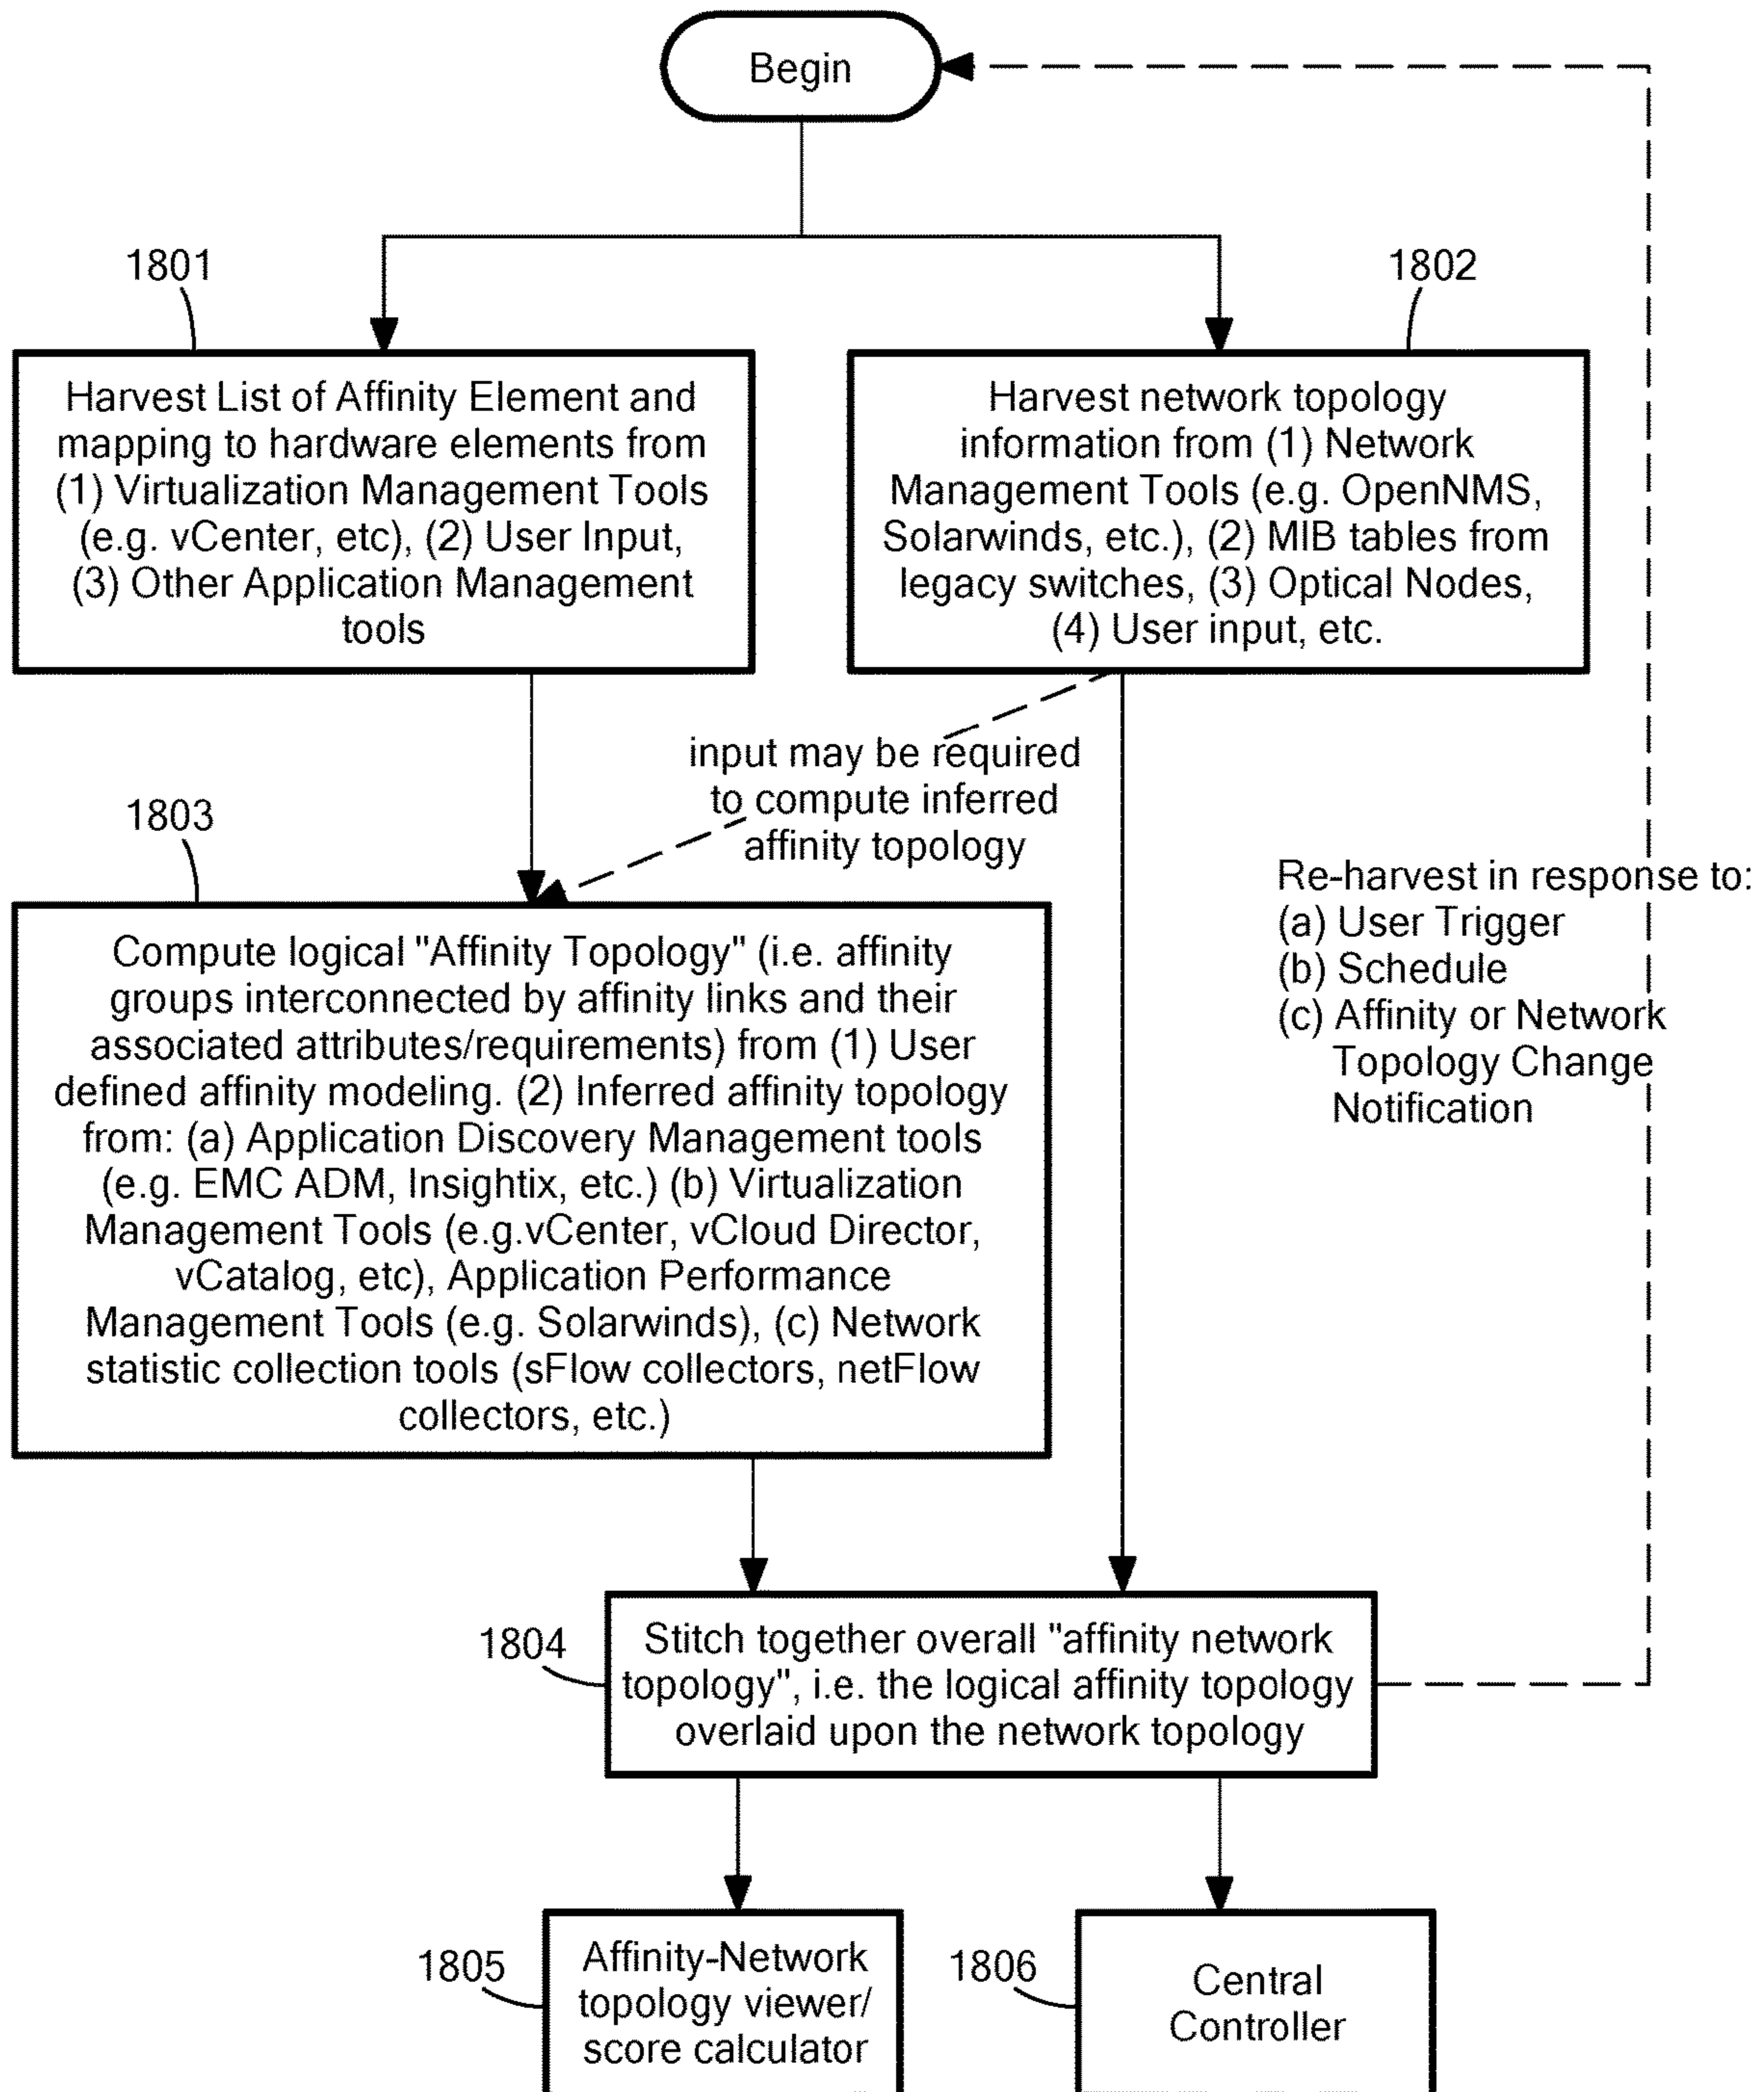 Begin
1801
1802
Harvest List of Affinity Element and
mapping to hardware elements from
(1) Virtualization Management Tools
(e.g. vCenter, etc), (2) User Input,
(3) Other Application Management
tools
Harvest network topology
information from (1) Network
Management Tools (e.g. OpenNMS,
Solarwinds, etc.), (2) MIB tables from
legacy switches, (3) Optical Nodes,
(4) User input, etc.
input may be required
to compute inferred
affinity topology
1803
Re-harvest in response to:
(a) User Trigger
(b) Schedule
(c) Affinity or Network
Topology Change
Notification
Compute logical "Affinity Topology" (i.e. affinity
groups interconnected by affinity links and their
associated attributes/requirements) from (1) User
defined affinity modeling. (2) Inferred affinity topology
from: (a) Application Discovery Management tools
(e.g. EMC ADM, Insightix, etc.) (b) Virtualization
Management Tools (e.g.vCenter, vCloud Director,
vCatalog, etc), Application Performance
Management Tools (e.g. Solarwinds), (c) Network
statistic collection tools (sFlow collectors, netFlow
collectors, etc.)
1804
Stitch together overall "affinity network
topology", i.e. the logical affinity topology
overlaid upon the network topology
1805
Affinity-Network
topology viewer/
score calculator
1806
Central
Controller